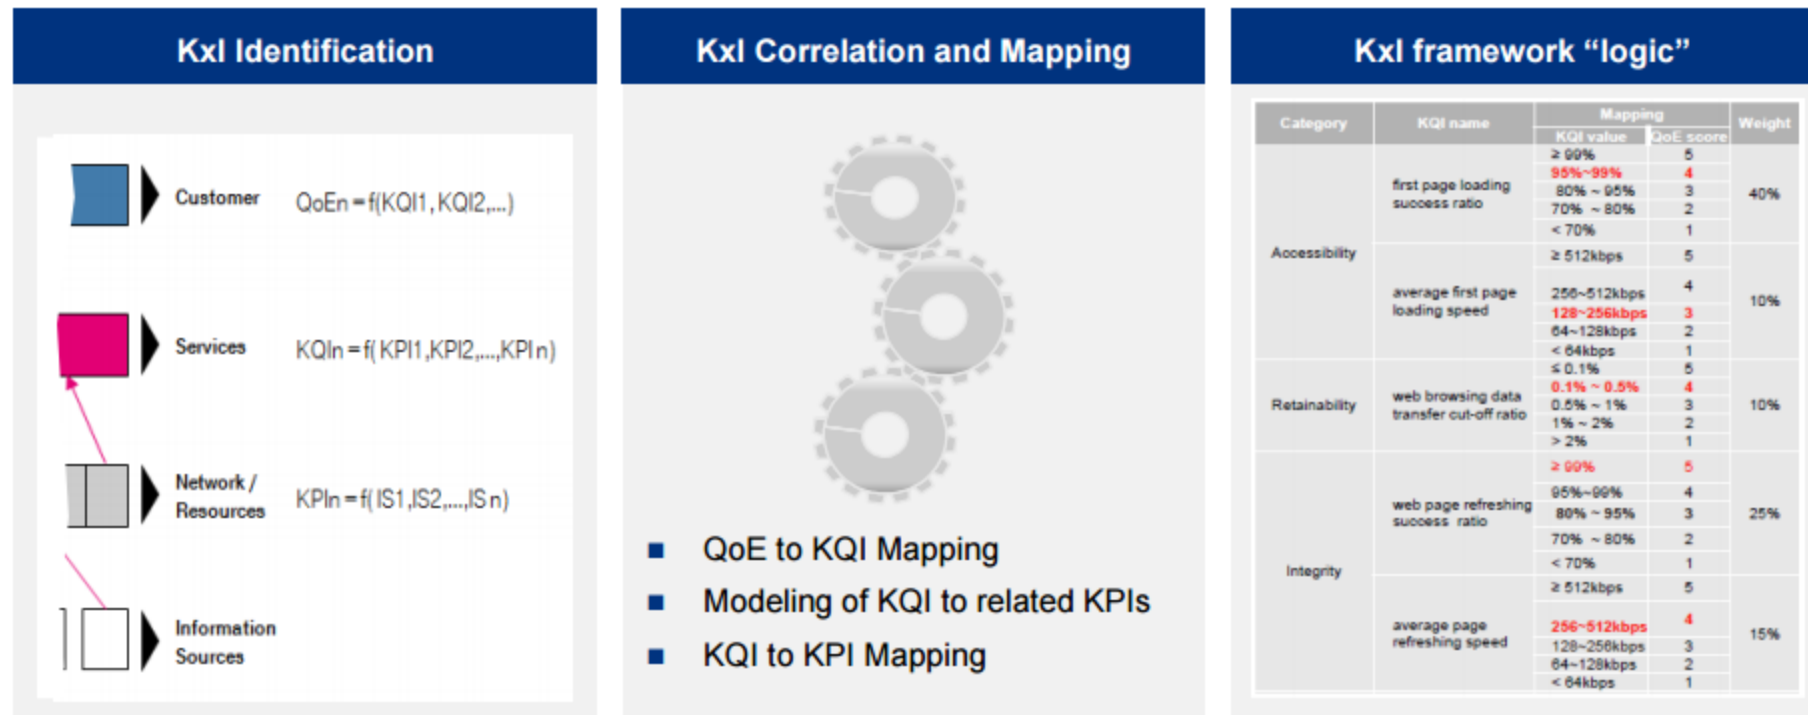 KxI Identification
Customer QoEn = f(KQI1, KQI2,...)
Services KQIn = f( KPI1,KPI2,...,KPI n)
Network /
Resources KPIn = f( IS1,IS2,...,IS n)
Information
Sources
KxI Correlation and Mapping
■ QoE to KQI Mapping
■ Modeling of KQI to related KPIs
■ KQI to KPI Mapping
KxI framework “logic”
Category KQI name Mapping Weight
KQI value QoE score
Accessibility
first page loading
success ratio
≥ 99% 5
95%~99% 4
80% ~ 95% 3
70% ~ 80% 2
< 70% 1
40%
average first page
loading speed
≥ 512kbps 5
256~512kbps 4
128~256kbps 3
64~128kbps 2
< 64kbps 1
10%
Retainability
web browsing data
transfer cut-off ratio
≤ 0.1% 5
0.1% ~ 0.5% 4
0.5% ~ 1% 3
1% ~ 2% 2
> 2% 1
10%
Integrity
web page refreshing
success ratio
≥ 99% 5
95%~99% 4
80% ~ 95% 3
70% ~ 80% 2
< 70% 1
25%
average page
refreshing speed
≥ 512kbps 5
256~512kbps 4
128~256kbps 3
64~128kbps 2
< 64kbps 1
15%